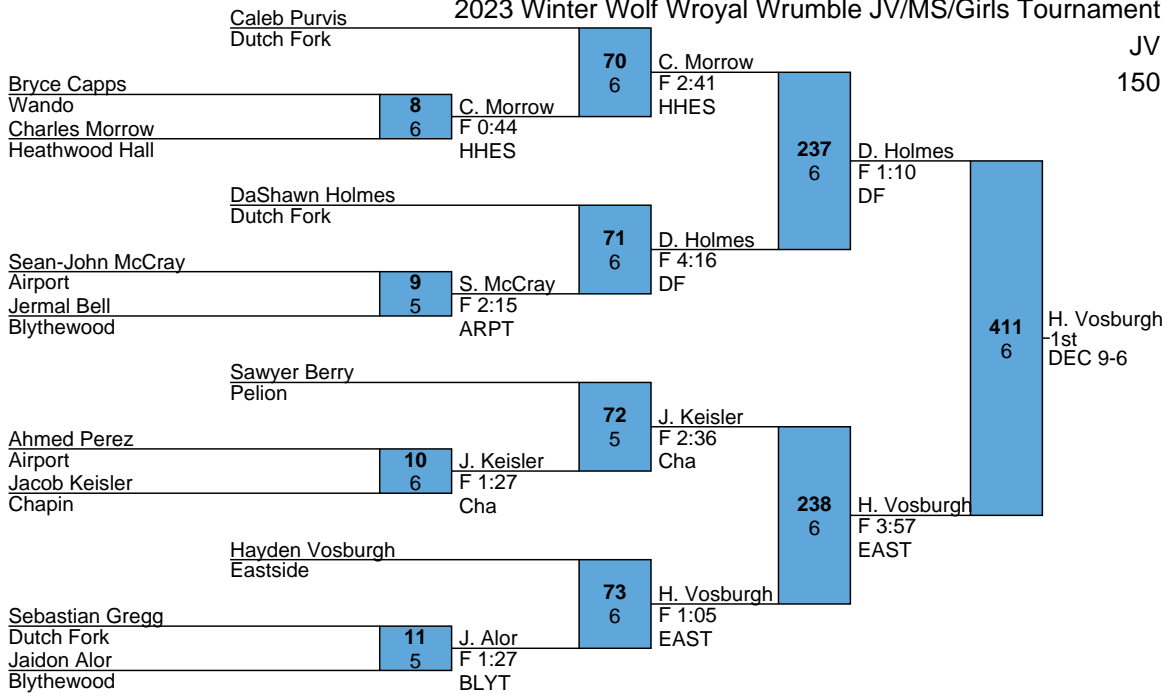 2023 Winter Wolf Wroyal Wrumble JV/MS/Girls Tournament
JV
150
Caleb Purvis
Dutch Fork
Bryce Capps
Wando
Charles Morrow
Heathwood Hall
8
6
C. Morrow
F 0:44
HHES
70
6
C. Morrow
F 2:41
HHES
DaShawn Holmes
Dutch Fork
Sean-John McCray
Airport
Jermal Bell
Blythewood
9
5
S. McCray
F 2:15
ARPT
71
6
D. Holmes
F 4:16
DF
237
6
D. Holmes
F 1:10
DF
Sawyer Berry
Pelion
Ahmed Perez
Airport
Jacob Keisler
Chapin
10
6
J. Keisler
F 1:27
Cha
72
5
J. Keisler
F 2:36
Cha
Hayden Vosburgh
Eastside
Sebastian Gregg
Dutch Fork
Jaidon Alor
Blythewood
11
5
J. Alor
F 1:27
BLYT
73
6
H. Vosburgh
F 1:05
EAST
238
6
H. Vosburgh
F 3:57
EAST
411
6
H. Vosburgh
1st
DEC 9-6